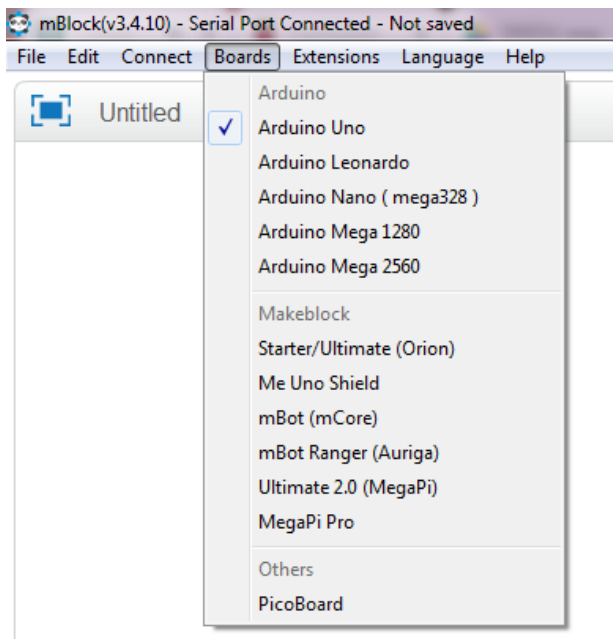 mBlock(v3.4.10) - Serial Port Connected - Not saved
File Edit Connect Boards Extensions Language Help
Untitled
Arduino
Arduino Uno
Arduino Leonardo
Arduino Nano ( mega328 )
Arduino Mega 1280
Arduino Mega 2560
Makeblock
Starter/Ultimate (Orion)
Me Uno Shield
mBot (mCore)
mBot Ranger (Auriga)
Ultimate 2.0 (MegaPi)
MegaPi Pro
Others
PicoBoard